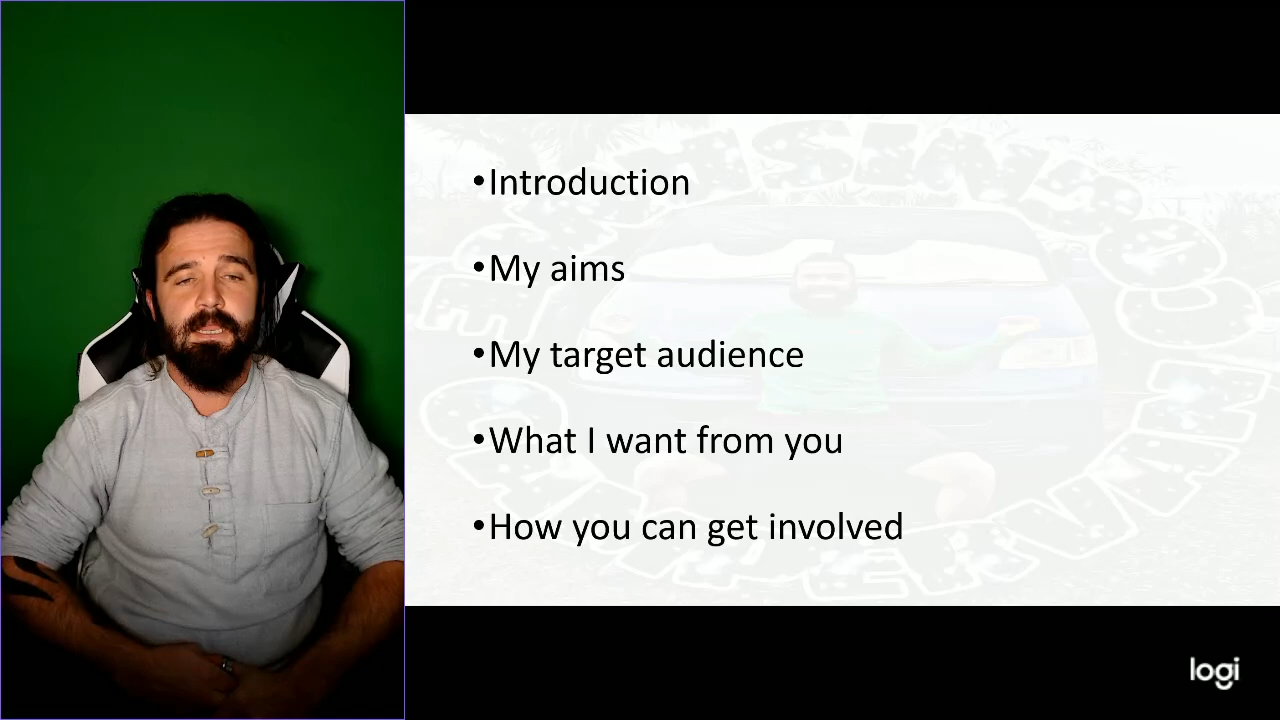 •Introduction
•My aims
•My target audience
•What I want from you
•How you can get involved
logi